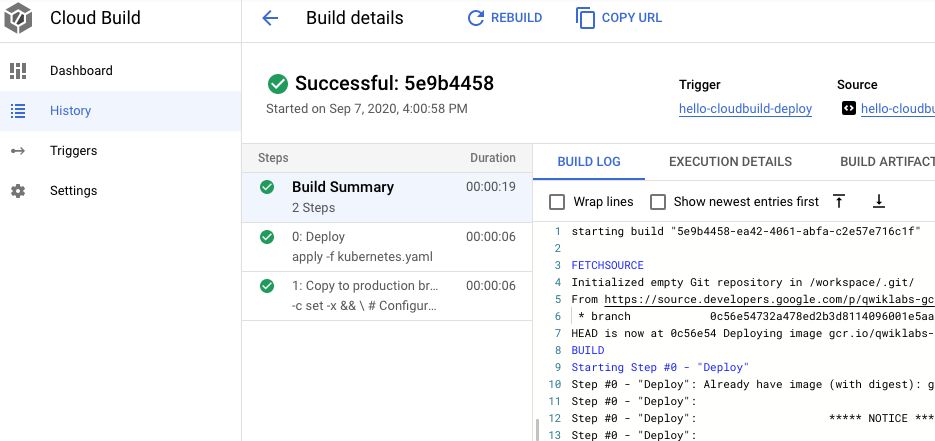 Cloud Build
Build details
REBUILD
COPY URL
Dashboard
History
Triggers
Settings
Successful: 5e9b4458
Started on Sep 7, 2020, 4:00:58 PM
Trigger
hello-cloudbuild-deploy
Source
hello-cloudbu
Steps
Duration
Build Summary
00:00:19
2 Steps
0: Deploy
00:00:06
apply -f kubernetes.yaml
1: Copy to production br...
00:00:06
-c set -x && \ # Configur...
BUILD LOG
EXECUTION DETAILS
BUILD ARTIFACT
Wrap lines
Show newest entries first
1 starting build "5e9b4458-ea42-4061-abfa-c2e57e716c1f"
2
3 FETCHSOURCE
4 Initialized empty Git repository in /workspace/.git/
5 From https://source.developers.google.com/p/qwiklabs-gc
6 * branch 0c56e54732a478ed2b3d8114096001e5aa
7 HEAD is now at 0c56e54 Deploying image gcr.io/qwiklabs-
8 BUILD
9 Starting Step #0 - "Deploy"
10 Step #0 - "Deploy": Already have image (with digest): g
11 Step #0 - "Deploy":
12 Step #0 - "Deploy": ***** NOTICE ***
13 Step #0 - "Deploy":